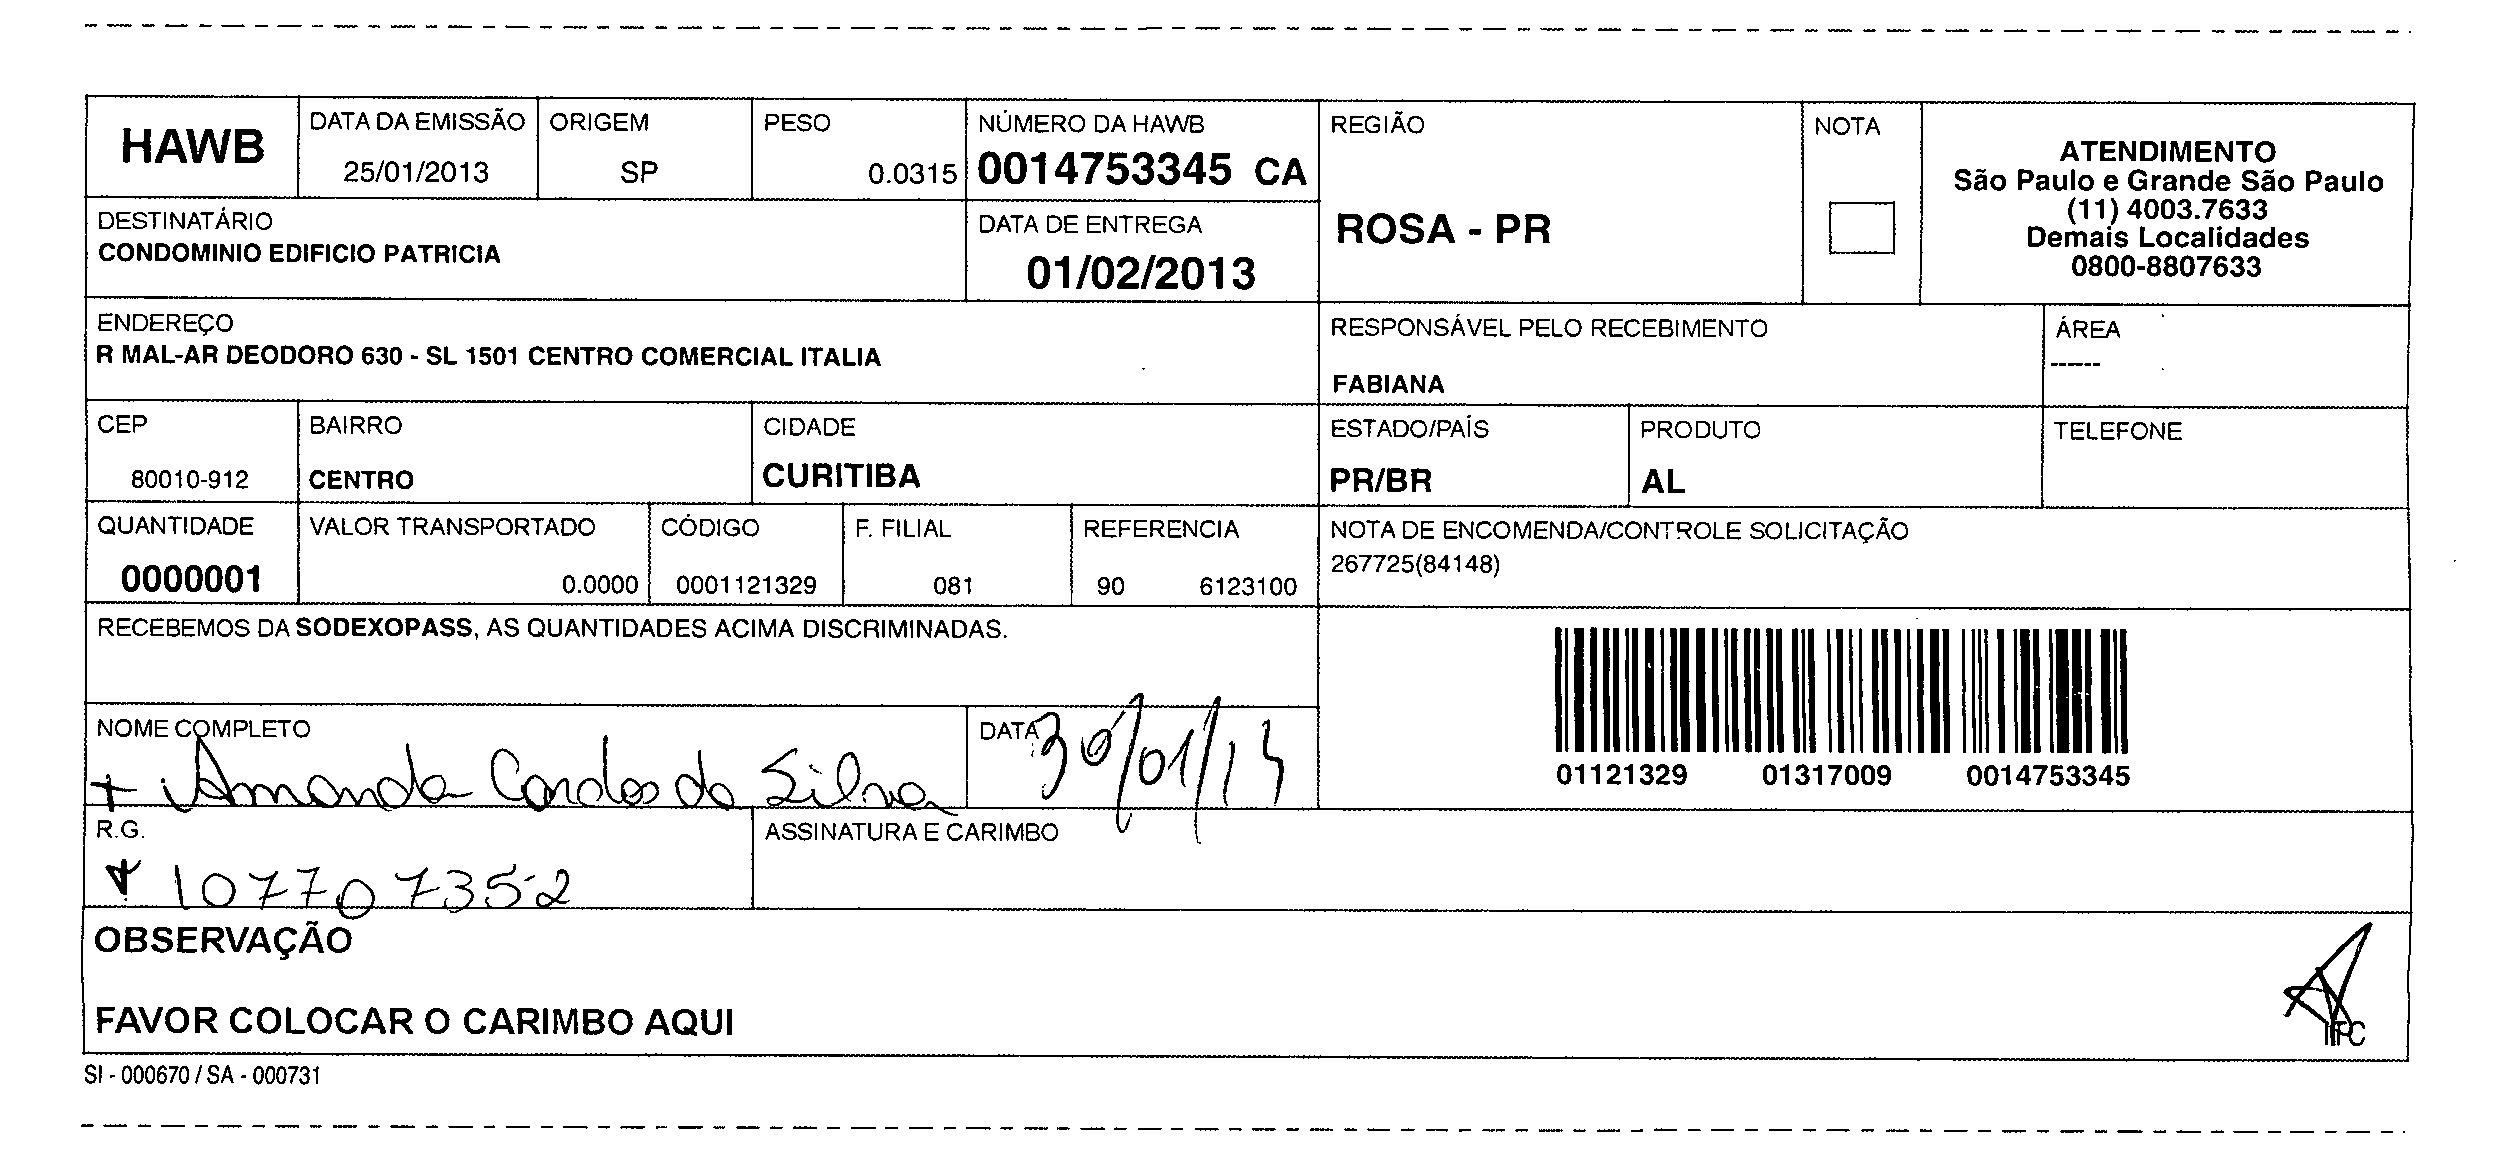 HAWB
DATA DA EMISSÃO
25/01/2013
ORIGEM
SP
PESO
0.0315
NÚMERO DA HAWB
0014753345 CA
REGIÃO
ROSA - PR
NOTA
ATENDIMENTO
São Paulo e Grande São Paulo
(11) 4003.7633
Demais Localidades
0800-8807633
DESTINATÁRIO
CONDOMINIO EDIFICIO PATRICIA
DATA DE ENTREGA
01/02/2013
ENDEREÇO
R MAL-AR DEODORO 630 - SL 1501 CENTRO COMERCIAL ITALIA
RESPONSÁVEL PELO RECEBIMENTO
FABIANA
ÁREA
------
CEP
80010-912
BAIRRO
CENTRO
CIDADE
CURITIBA
ESTADO/PAÍS
PR/BR
PRODUTO
AL
TELEFONE
QUANTIDADE
0000001
VALOR TRANSPORTADO
0.0000
CÓDIGO
0001121329
F. FILIAL
081
REFERENCIA
90 6123100
NOTA DE ENCOMENDA/CONTROLE SOLICITAÇÃO
267725(84148)
RECEBEMOS DA SODEXOPASS, AS QUANTIDADES ACIMA DISCRIMINADAS.
01121329 01317009 0014753345
NOME COMPLETO
Amanda da Silva
DATA
30/01/13
R.G.
107707352
ASSINATURA E CARIMBO
OBSERVAÇÃO
FAVOR COLOCAR O CARIMBO AQUI
SI - 000670 / SA - 000731